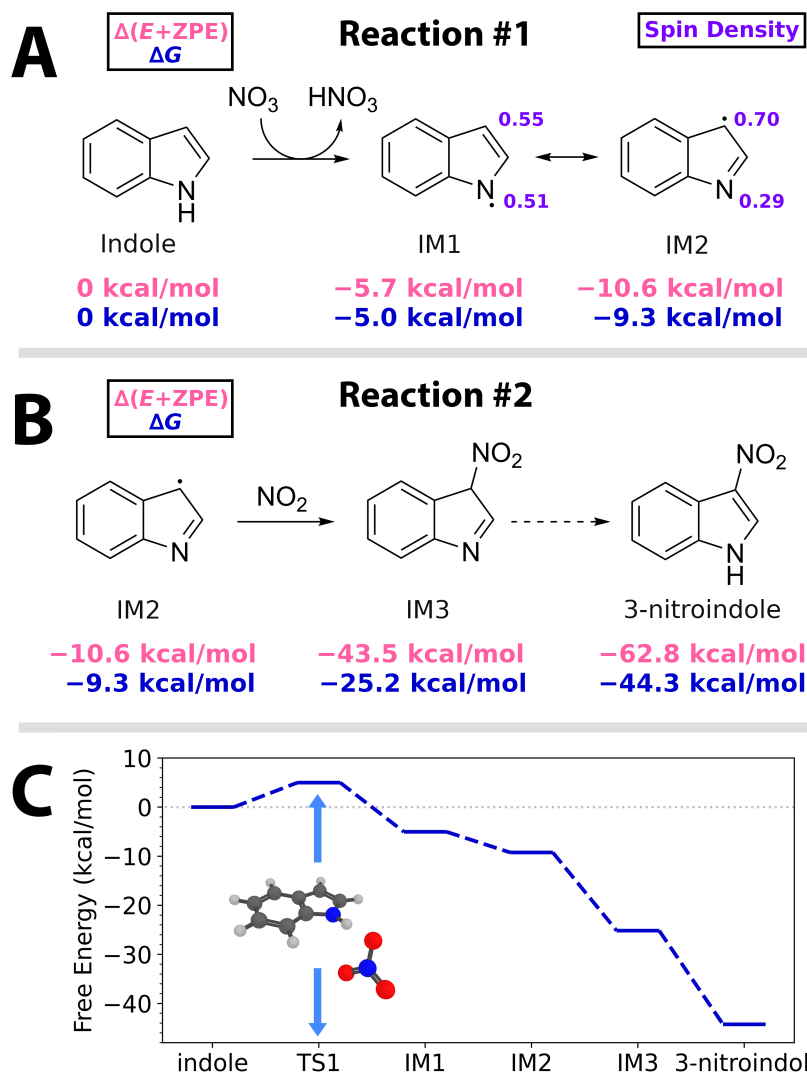 A
Δ(E+ZPE)
ΔG
Reaction #1
Spin Density
NO3
HNO3
0.55
0.70
N
H
N
0.51
N
0.29
Indole
IM1
IM2
0 kcal/mol
−5.7 kcal/mol
−10.6 kcal/mol
0 kcal/mol
−5.0 kcal/mol
−9.3 kcal/mol
B
Δ(E+ZPE)
ΔG
Reaction #2
NO2
NO2
NO2
N
N
N
H
IM2
IM3
3-nitroindole
−10.6 kcal/mol
−43.5 kcal/mol
−62.8 kcal/mol
−9.3 kcal/mol
−25.2 kcal/mol
−44.3 kcal/mol
C
Free Energy (kcal/mol)
10
0
−10
−20
−30
−40
indole
TS1
IM1
IM2
IM3
3-nitroindol